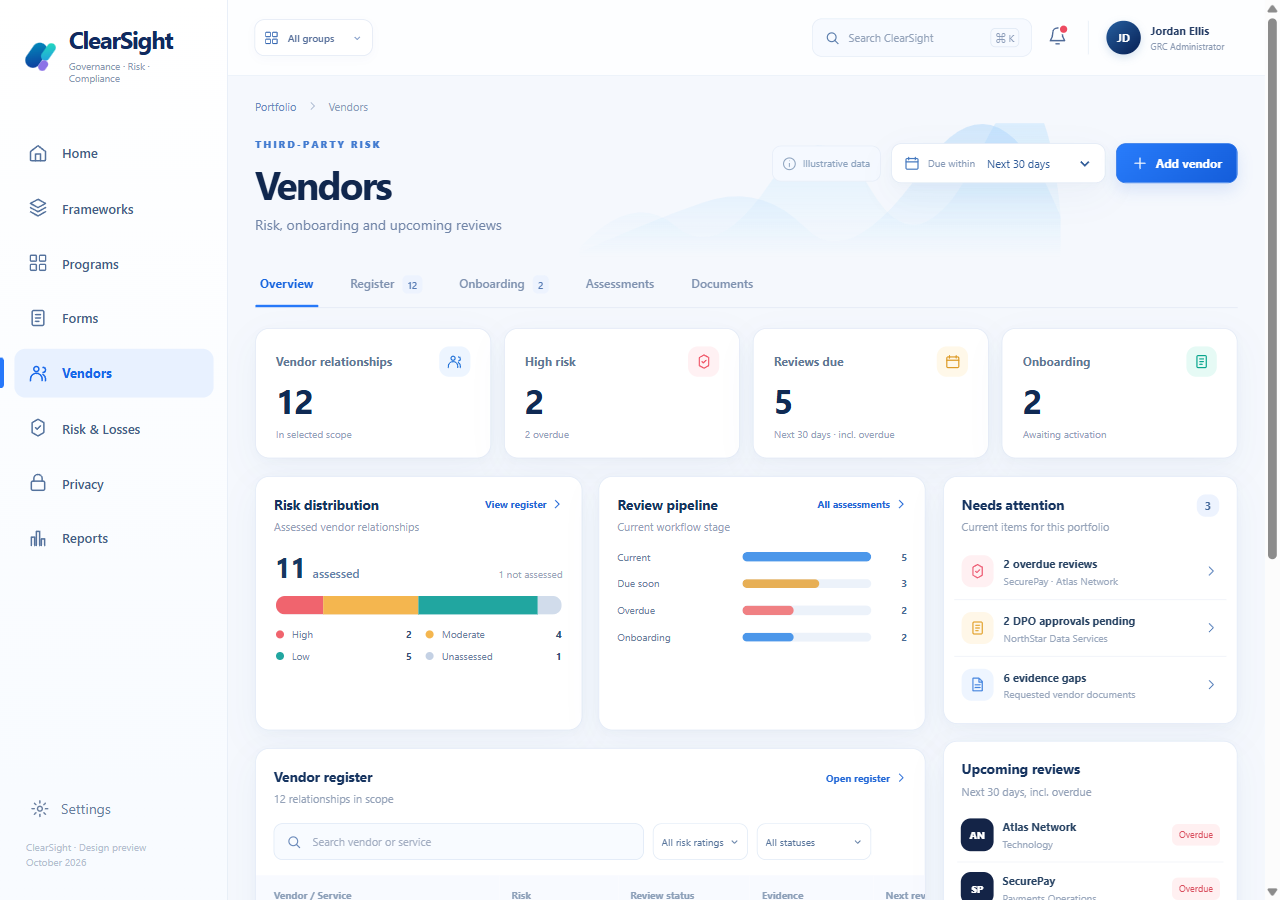 ClearSight
Governance · Risk ·
Compliance
Home
Frameworks
Programs
Forms
Vendors
Risk & Losses
Privacy
Reports
Settings
ClearSight · Design preview
October 2026
All groups
Search ClearSight
⌘ K
JD
Jordan Ellis
GRC Administrator
Portfolio
Vendors
THIRD-PARTY RISK
Vendors
Risk, onboarding and upcoming reviews
Illustrative data
Due within Next 30 days
Add vendor
Overview
Register 12
Onboarding 2
Assessments
Documents
Vendor relationships
12
In selected scope
High risk
2
2 overdue
Reviews due
5
Next 30 days · incl. overdue
Onboarding
2
Awaiting activation
Risk distribution
View register
Assessed vendor relationships
11 assessed
1 not assessed
High 2
Moderate 4
Low 5
Unassessed 1
Review pipeline
All assessments
Current workflow stage
Current 5
Due soon 3
Overdue 2
Onboarding 2
Needs attention
3
Current items for this portfolio
2 overdue reviews
SecurePay · Atlas Network
2 DPO approvals pending
NorthStar Data Services
6 evidence gaps
Requested vendor documents
Vendor register
Open register
12 relationships in scope
Search vendor or service
All risk ratings
All statuses
Vendor / Service
Risk
Review status
Evidence
Next rev
Upcoming reviews
Next 30 days, incl. overdue
AN
Atlas Network
Technology
Overdue
SP
SecurePay
Payments Operations
Overdue